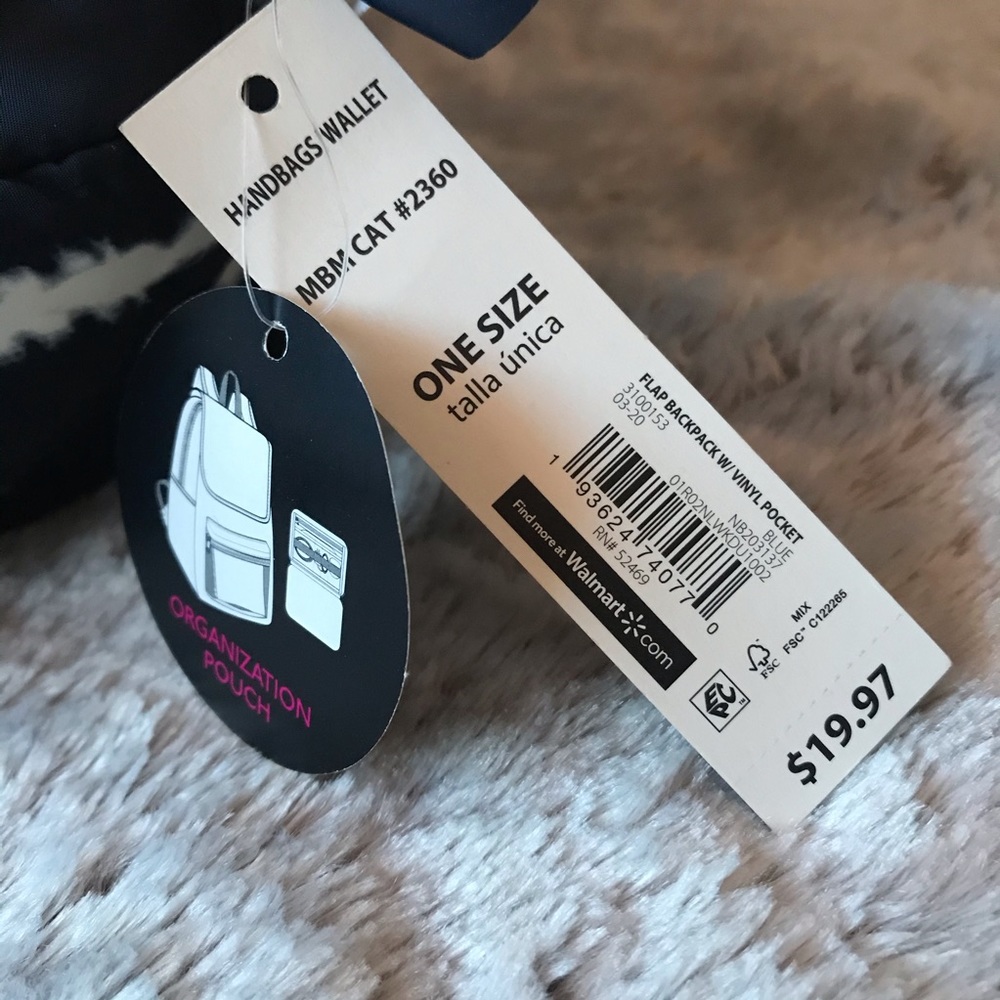 HANDBAGS/WALLET
MBM CAT #2360
ONE SIZE
talla única
FLAP BACKPACK W/ VINYL POCKET
3100153
03-20
BLUE
NB203137
01R02NLWKDU1002
1 93624 74077 0
RN# 52469
Find more at Walmart.com
MIX
FSC™ C122265
FSC
EPC™
$19.97
ORGANIZATION
POUCH